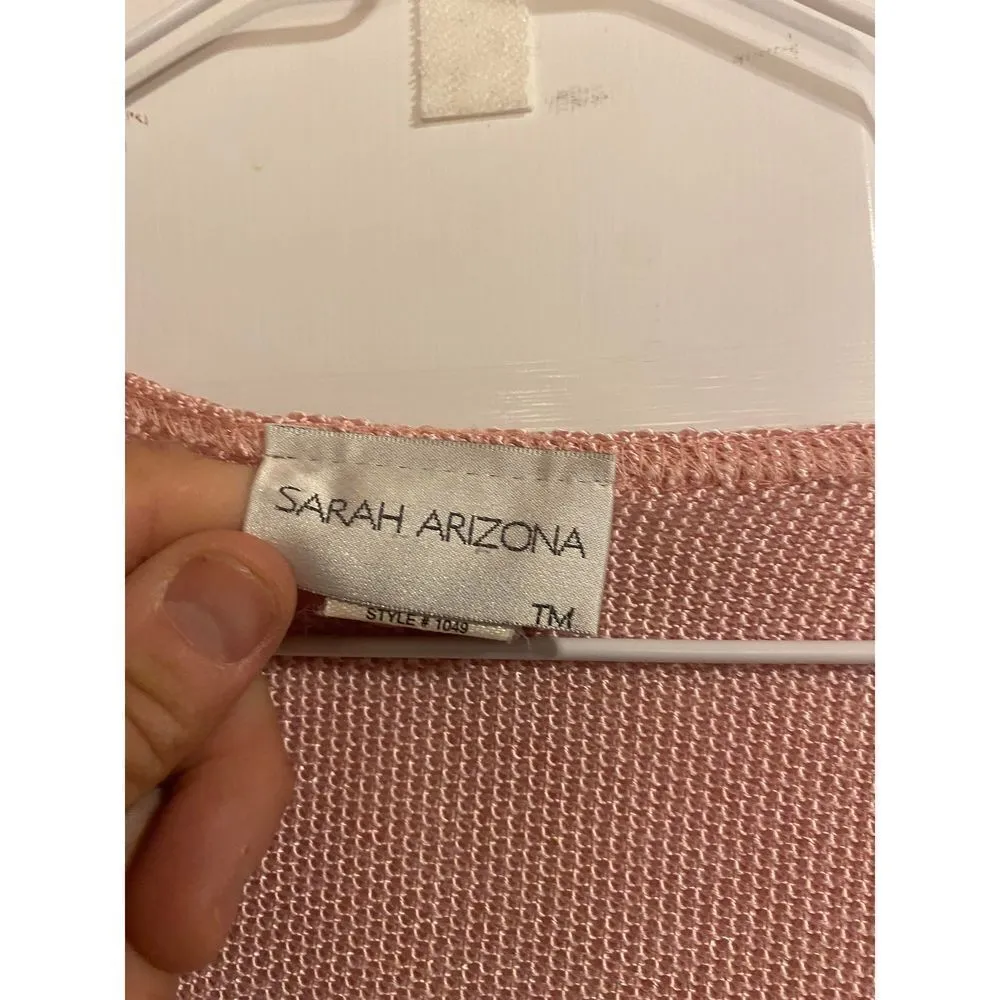 SARAH ARIZONA
TM
STYLE # 1049